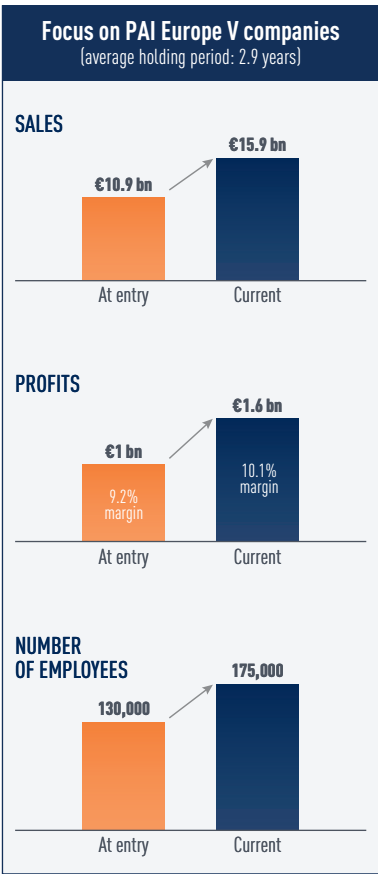 Focus on PAI Europe V companies
(average holding period: 2.9 years)
SALES
€10.9 bn
€15.9 bn
At entry
Current
PROFITS
€1 bn
€1.6 bn
9.2%
margin
10.1%
margin
At entry
Current
NUMBER
OF EMPLOYEES
130,000
175,000
At entry
Current